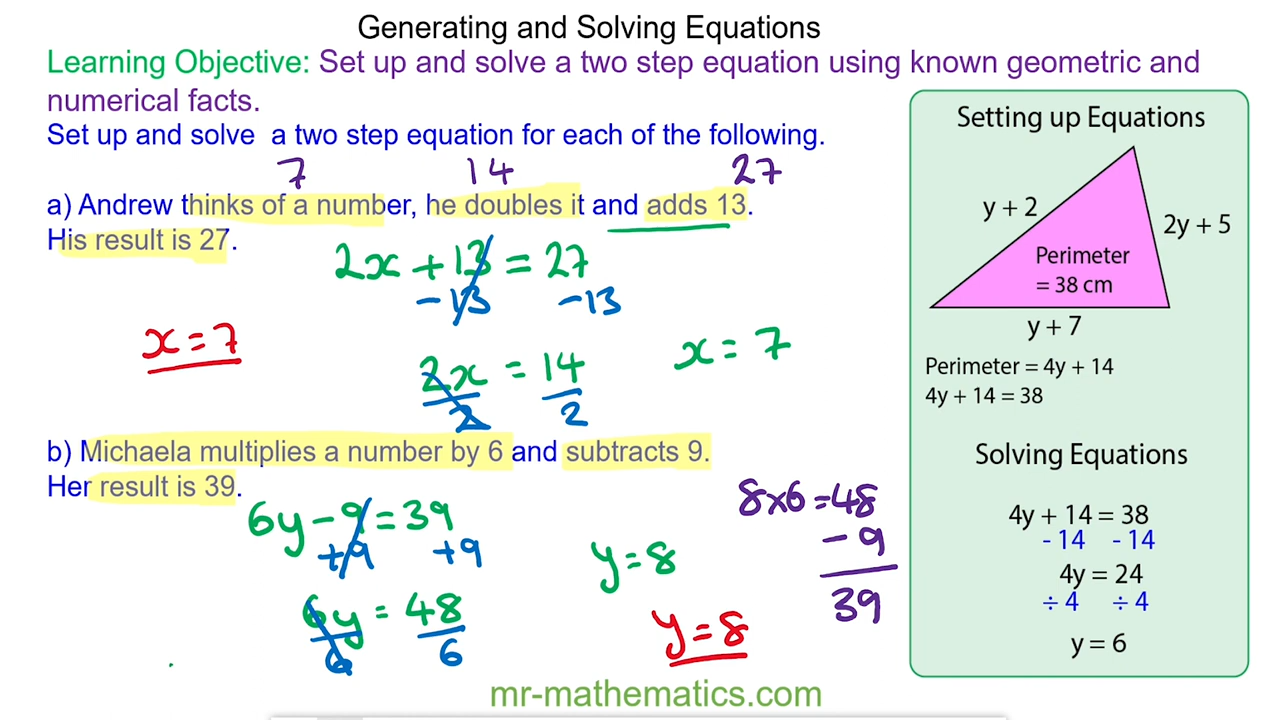 Generating and Solving Equations
Learning Objective: Set up and solve a two step equation using known geometric and
numerical facts.
Set up and solve a two step equation for each of the following.
7 14 27
a) Andrew thinks of a number, he doubles it and adds 13.
His result is 27.
2x + 13 = 27
- 13 - 13
x = 7
2x = 14
2 2
x = 7
b) Michaela multiplies a number by 6 and subtracts 9.
Her result is 39.
6y - 9 = 39
+9 +9
6y = 48
6 6
y = 8
y = 8
8 x 6 = 48
- 9
39
Setting up Equations
y + 2
2y + 5
Perimeter
= 38 cm
y + 7
Perimeter = 4y + 14
4y + 14 = 38
Solving Equations
4y + 14 = 38
- 14 - 14
4y = 24
÷ 4 ÷ 4
y = 6
mr-mathematics.com